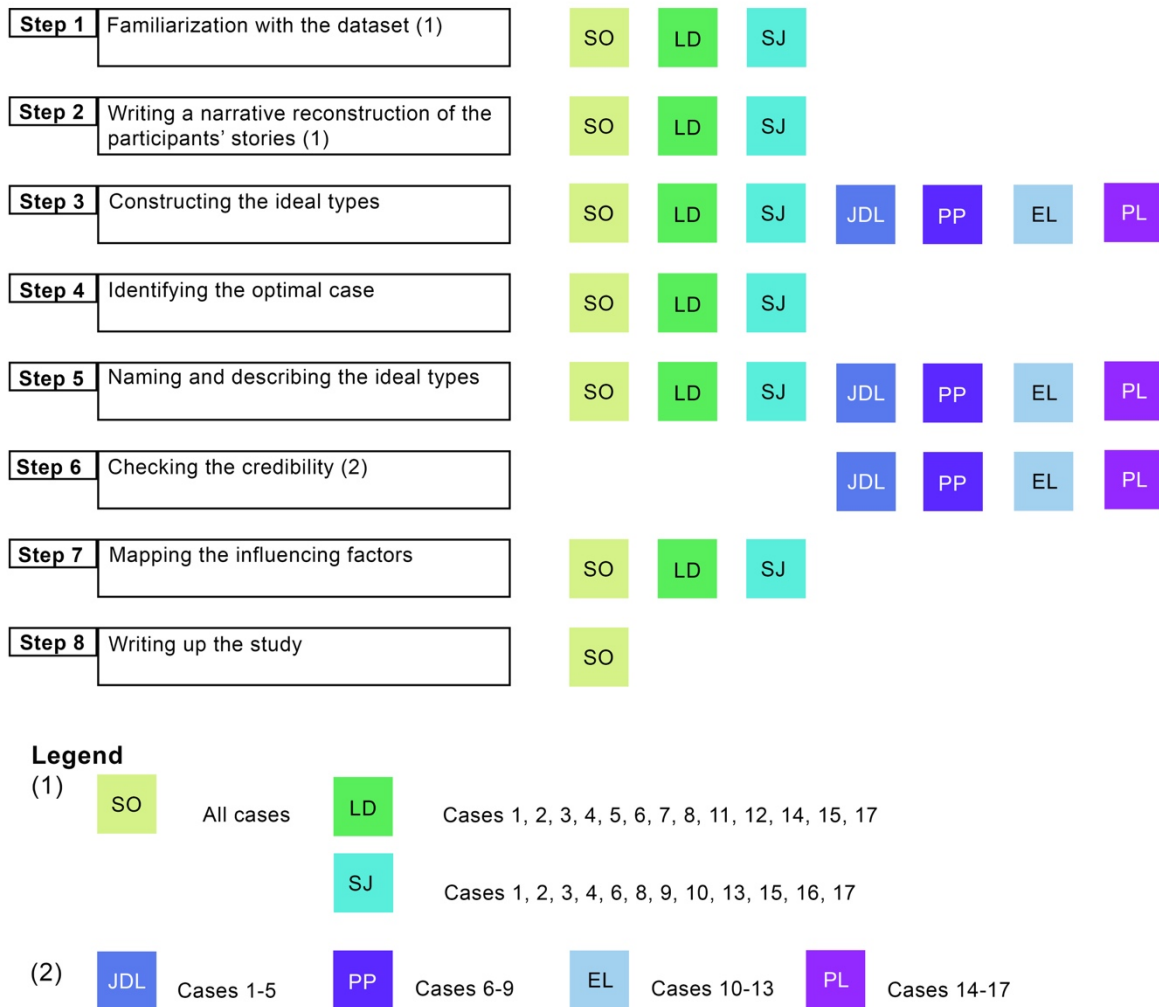 Step 1 Familiarization with the dataset (1) SO LD SJ
Step 2 Writing a narrative reconstruction of the
participants’ stories (1) SO LD SJ
Step 3 Constructing the ideal types SO LD SJ JDL PP EL PL
Step 4 Identifying the optimal case SO LD SJ
Step 5 Naming and describing the ideal types SO LD SJ JDL PP EL PL
Step 6 Checking the credibility (2) JDL PP EL PL
Step 7 Mapping the influencing factors SO LD SJ
Step 8 Writing up the study SO
Legend
(1) SO All cases LD Cases 1, 2, 3, 4, 5, 6, 7, 8, 11, 12, 14, 15, 17
SJ Cases 1, 2, 3, 4, 6, 8, 9, 10, 13, 15, 16, 17
(2) JDL Cases 1-5 PP Cases 6-9 EL Cases 10-13 PL Cases 14-17